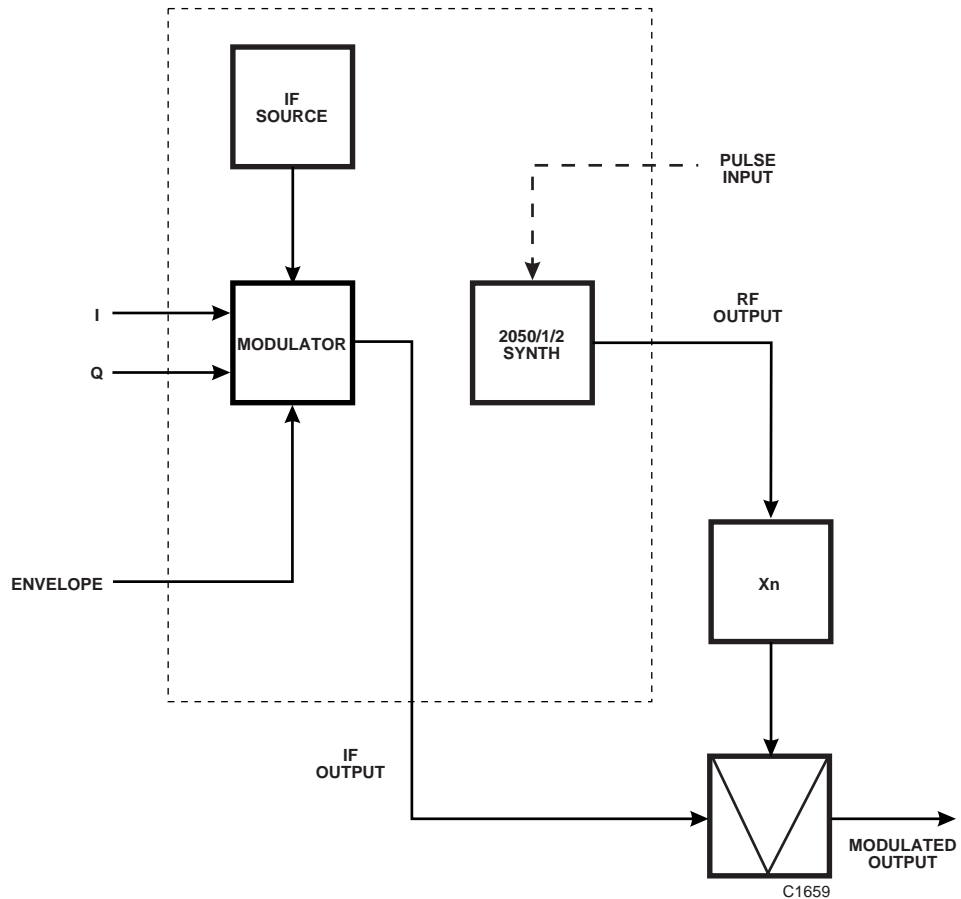 IF
SOURCE
PULSE
INPUT
I
Q
MODULATOR
2050/1/2
SYNTH
RF
OUTPUT
ENVELOPE
Xn
IF
OUTPUT
MODULATED
OUTPUT
C1659